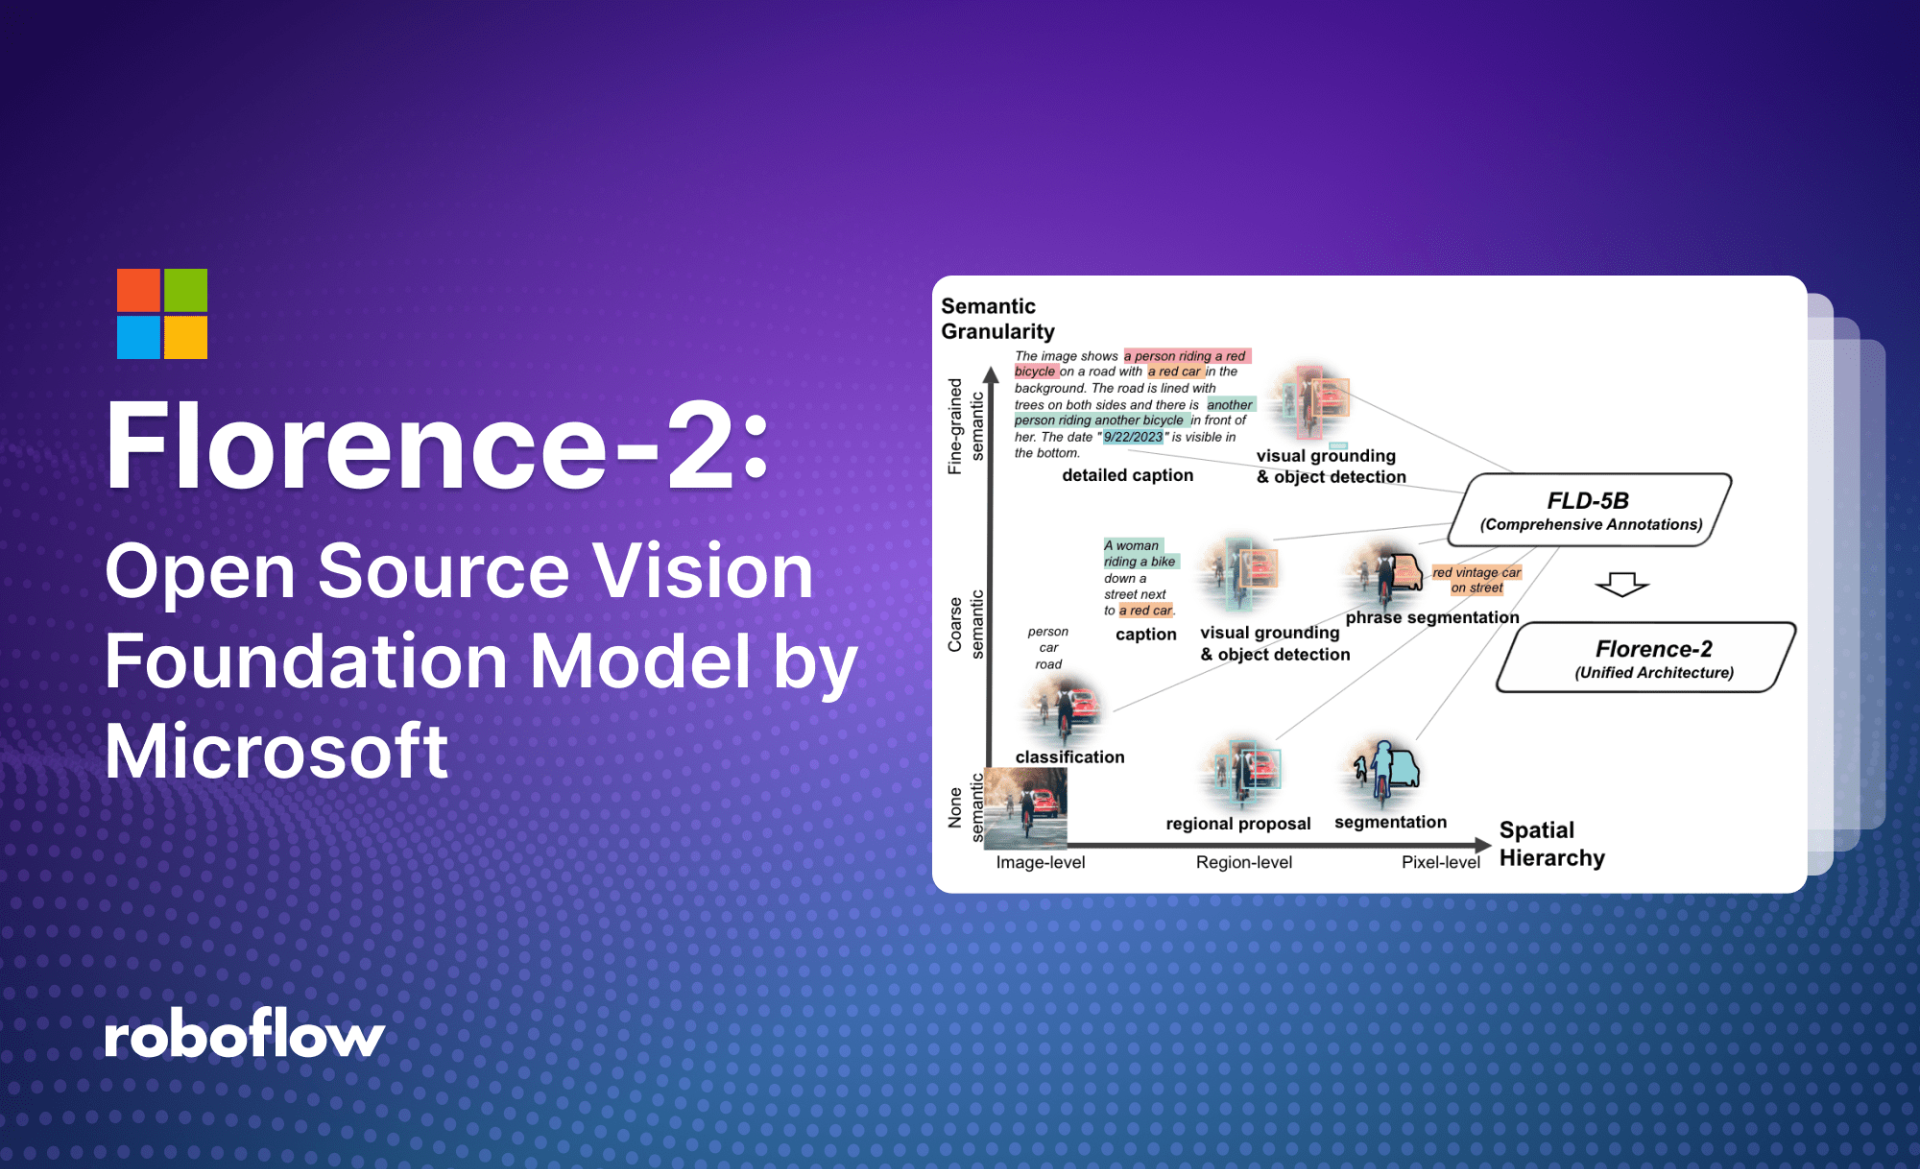 Florence-2:
Open Source Vision
Foundation Model by
Microsoft
roboflow
Semantic
Granularity
Fine-grained
semantic
The image shows a person riding a red
bicycle on a road with a red car in the
background. The road is lined with
trees on both sides and there is another
person riding another bicycle in front of
her. The date "9/22/2023" is visible in
the bottom.
detailed caption
visual grounding
& object detection
FLD-5B
(Comprehensive Annotations)
Coarse
semantic
A woman
riding a bike
down a
street next
to a red car.
caption
visual grounding
& object detection
red vintage car
on street
phrase segmentation
Florence-2
(Unified Architecture)
person
car
road
classification
None
semantic
regional proposal
segmentation
Image-level
Region-level
Pixel-level
Spatial
Hierarchy